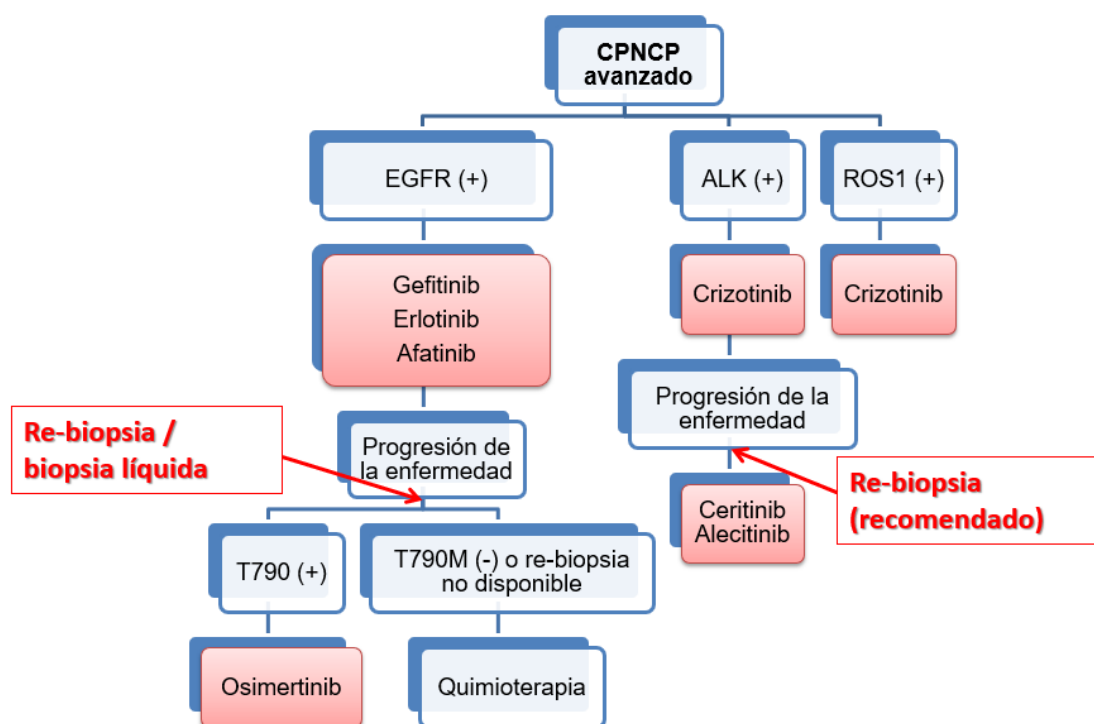 CPNCP
avanzado
EGFR (+)
ALK (+)
ROS1 (+)
Gefitinib
Erlotinib
Afatinib
Crizotinib
Crizotinib
Re-biopsia /
biopsia líquida
Progresión de
la enfermedad
Progresión de la
enfermedad
Re-biopsia
(recomendado)
Ceritinib
Alecitinib
T790 (+)
T790M (-) o re-biopsia
no disponible
Osimertinib
Quimioterapia